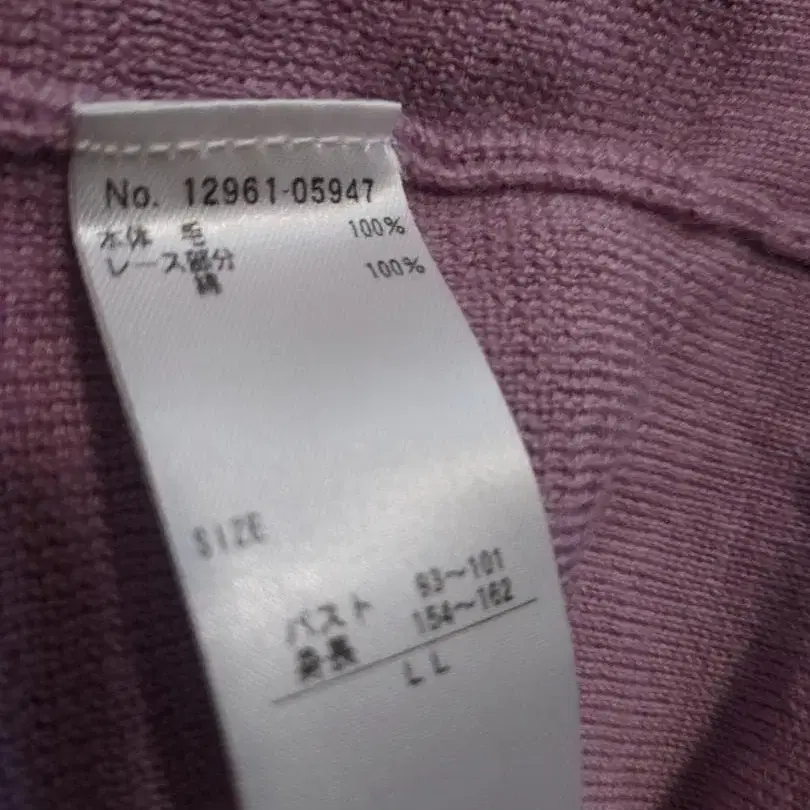 No. 12961-05947
本体 毛 100%
レース部分 100%
綿
SIZE
バスト 93~101
身長 154~162
LL